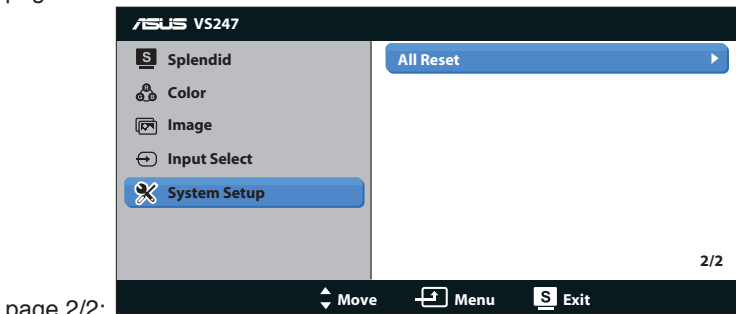 ASUS VS247
S Splendid
All Reset
Color
Image
Input Select
System Setup
2/2
Move Menu S Exit
page 2/2: